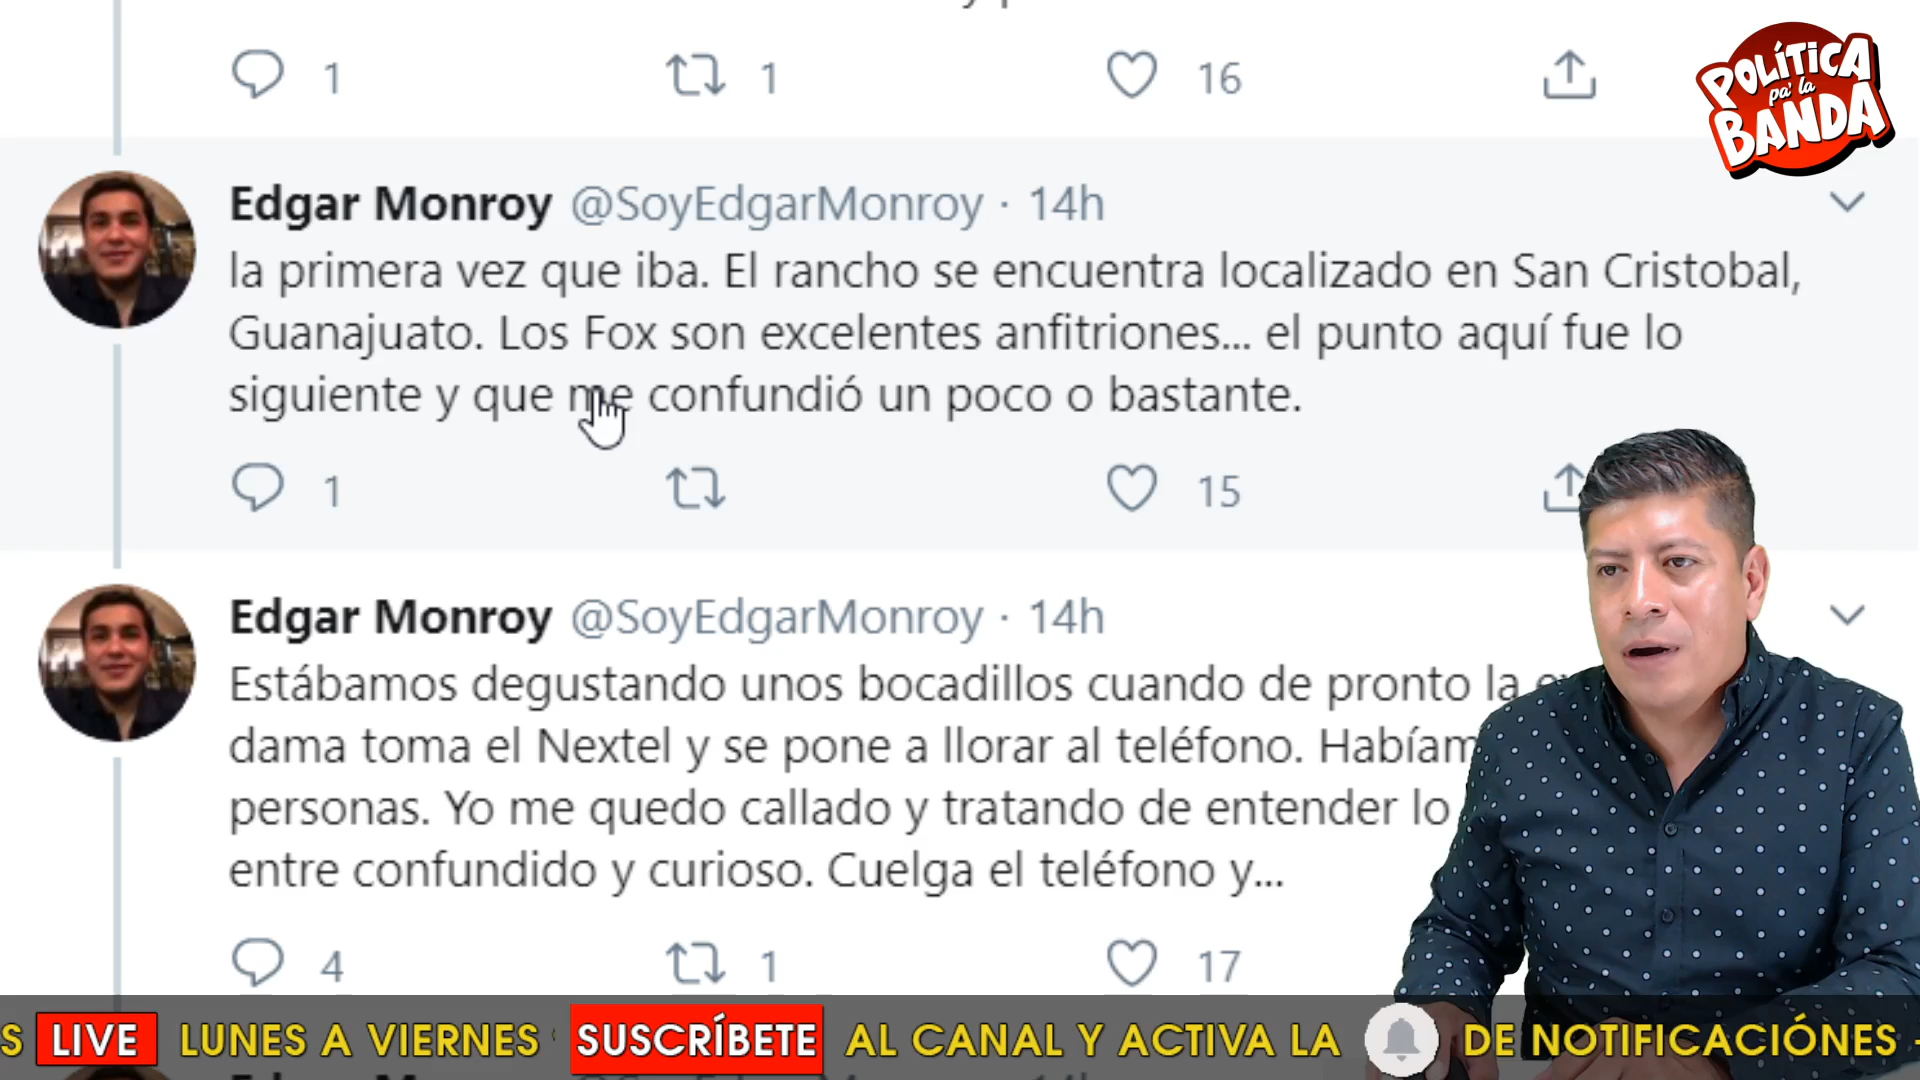 1 1 16
POLÍTICA
pa' la
BANDA
Edgar Monroy @SoyEdgarMonroy · 14h
la primera vez que iba. El rancho se encuentra localizado en San Cristobal,
Guanajuato. Los Fox son excelentes anfitriones... el punto aquí fue lo
siguiente y que me confundió un poco o bastante.
1 15
Edgar Monroy @SoyEdgarMonroy · 14h
Estábamos degustando unos bocadillos cuando de pronto la
dama toma el Nextel y se pone a llorar al teléfono.
personas. Yo me quedo callado y tratando de entender lo
entre confundido y curioso. Cuelga el teléfono y...
4 1 17
S LIVE LUNES A VIERNES SUSCRÍBETE AL CANAL Y ACTIVA LA DE NOTIFICACIÓNES